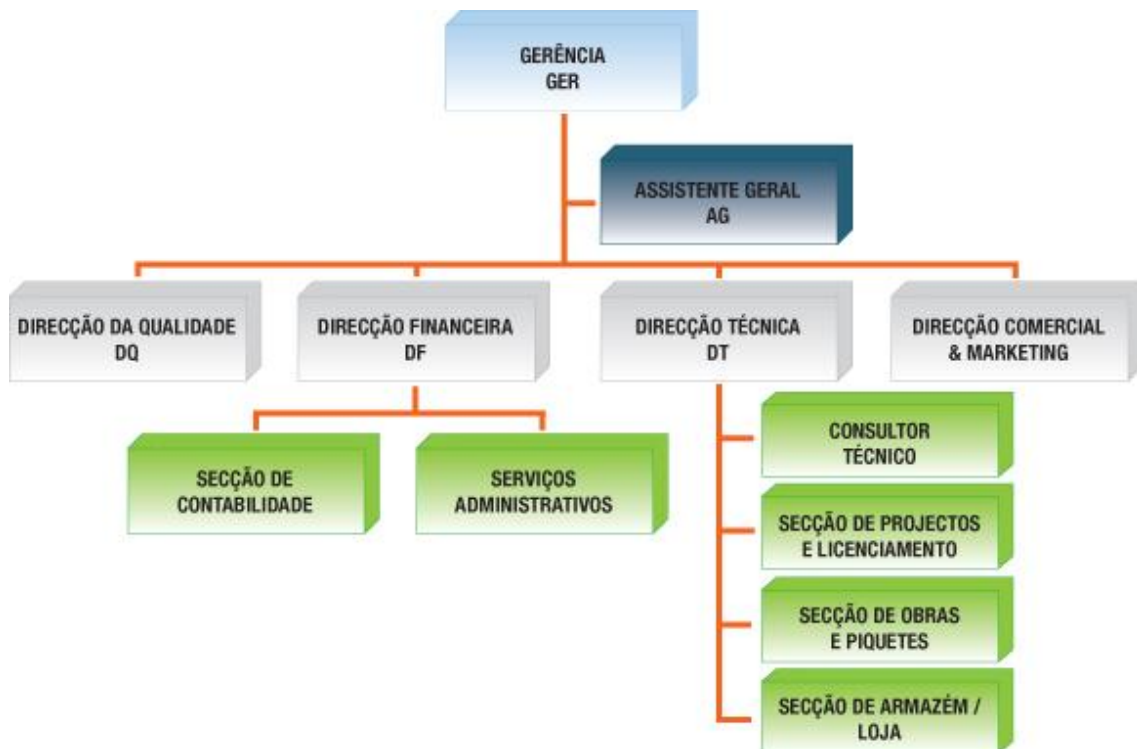 GERÊNCIA
GER
ASSISTENTE GERAL
AG
DIRECÇÃO DA QUALIDADE
DQ
DIRECÇÃO FINANCEIRA
DF
DIRECÇÃO TÉCNICA
DT
DIRECÇÃO COMERCIAL
& MARKETING
SECÇÃO DE
CONTABILIDADE
SERVIÇOS
ADMINISTRATIVOS
CONSULTOR
TÉCNICO
SECÇÃO DE PROJECTOS
E LICENCIAMENTO
SECÇÃO DE OBRAS
E PIQUETES
SECÇÃO DE ARMAZÉM /
LOJA